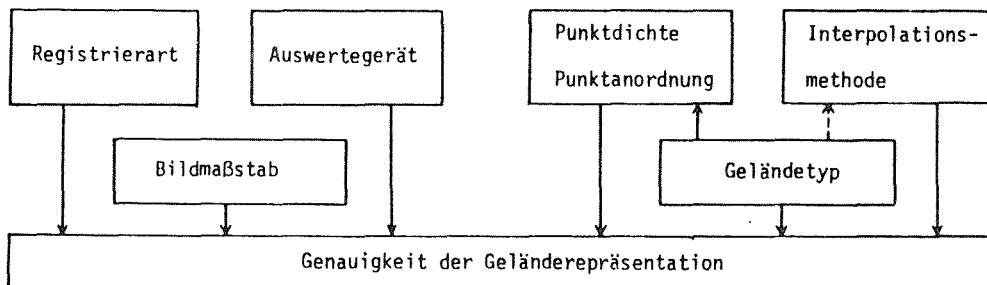 Registrierart
Auswertegerät
Punktdichte
Punktanordnung
Interpolations-
methode
Bildmaßstab
Geländetyp
Genauigkeit der Geländerepräsentation